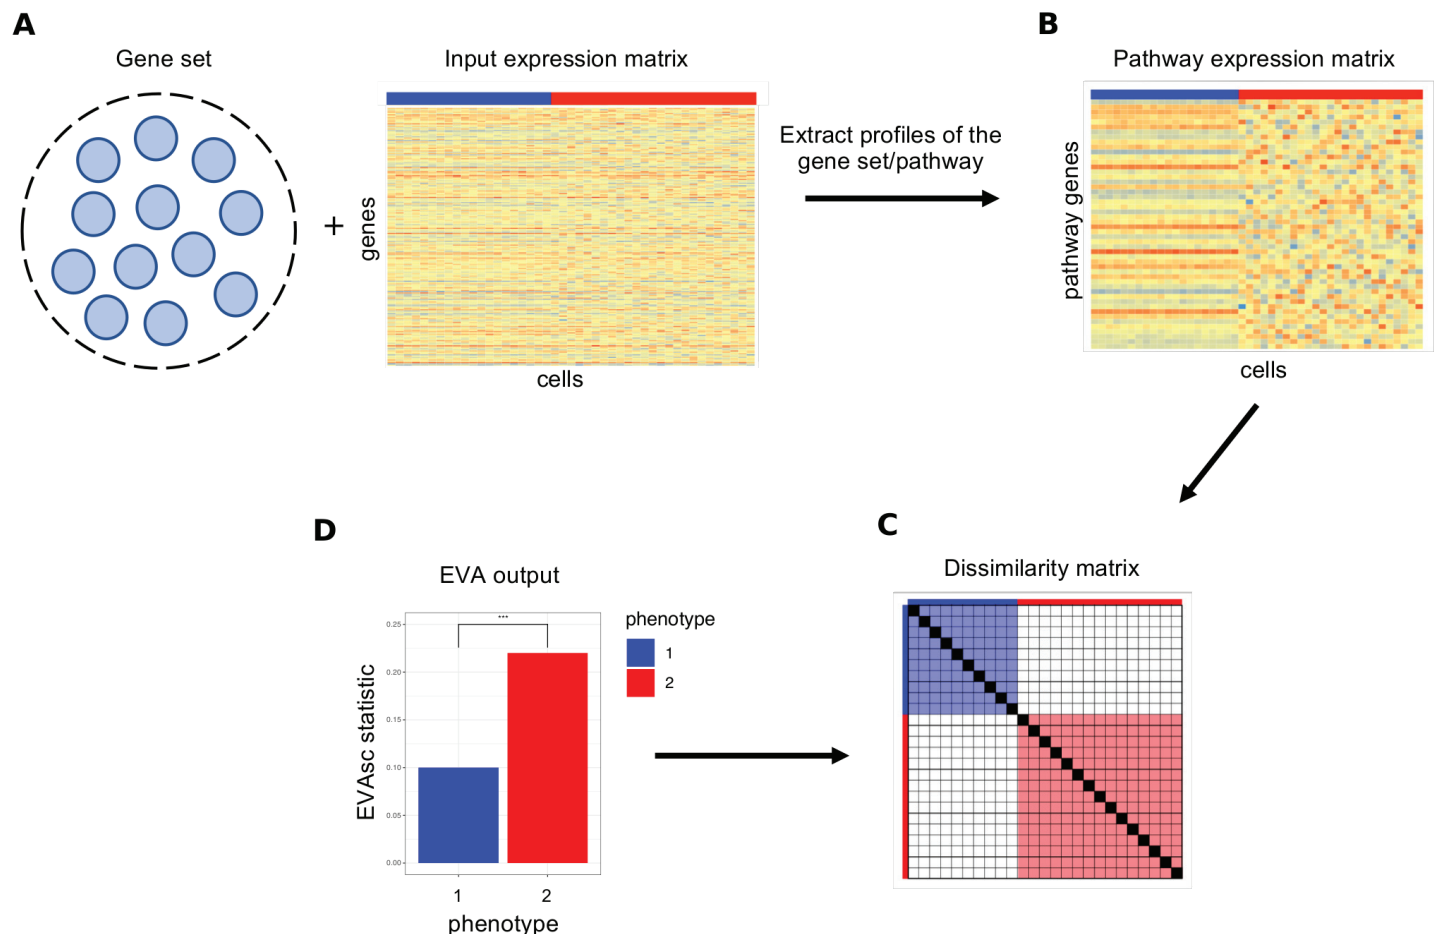 A
Gene set
+
Input expression matrix
genes
cells
Extract profiles of the
gene set/pathway
B
Pathway expression matrix
pathway genes
cells
C
Dissimilarity matrix
D
EVA output
EVAsc statistic
0.25
0.20
0.15
0.10
0.05
0.00
***
1
2
phenotype
phenotype
1
2